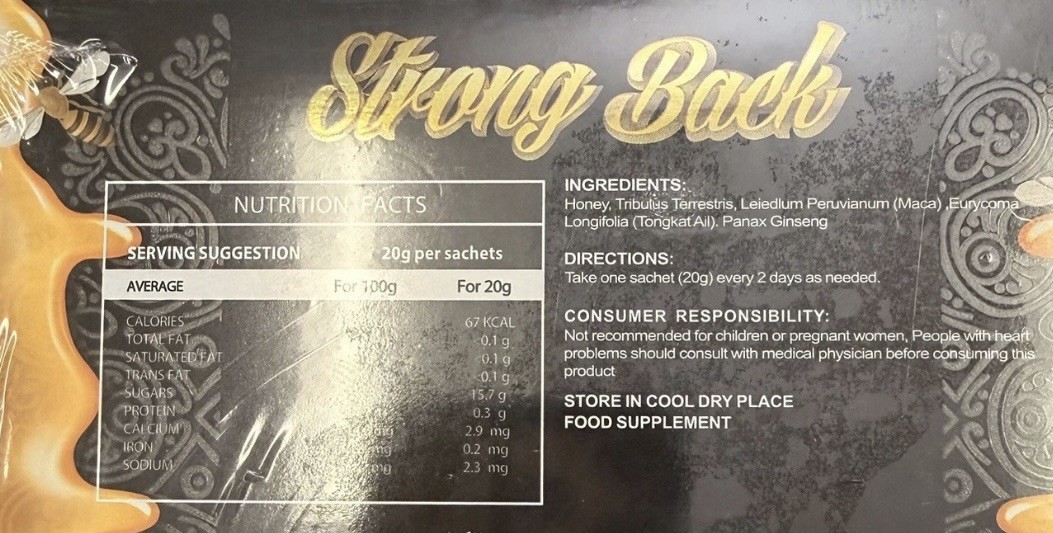 Strong Back
NUTRITION FACTS
SERVING SUGGESTION 20g per sachets
AVERAGE For 100g For 20g
CALORIES 67 KCAL
TOTAL FAT 0.1 g
SATURATED FAT 0.1 g
TRANS FAT 0.1 g
SUGARS 15.7 g
PROTEIN 0.3 g
CALCIUM mg 2.9 mg
IRON mg 0.2 mg
SODIUM mg 2.3 mg
INGREDIENTS:
Honey, Tribulus Terrestris, Leiedlum Peruvianum (Maca) ,Eurycoma
Longifolia (Tongkat Ail). Panax Ginseng
DIRECTIONS:
Take one sachet (20g) every 2 days as needed.
CONSUMER RESPONSIBILITY:
Not recommended for children or pregnant women, People with heart
problems should consult with medical physician before consuming this
product
STORE IN COOL DRY PLACE
FOOD SUPPLEMENT